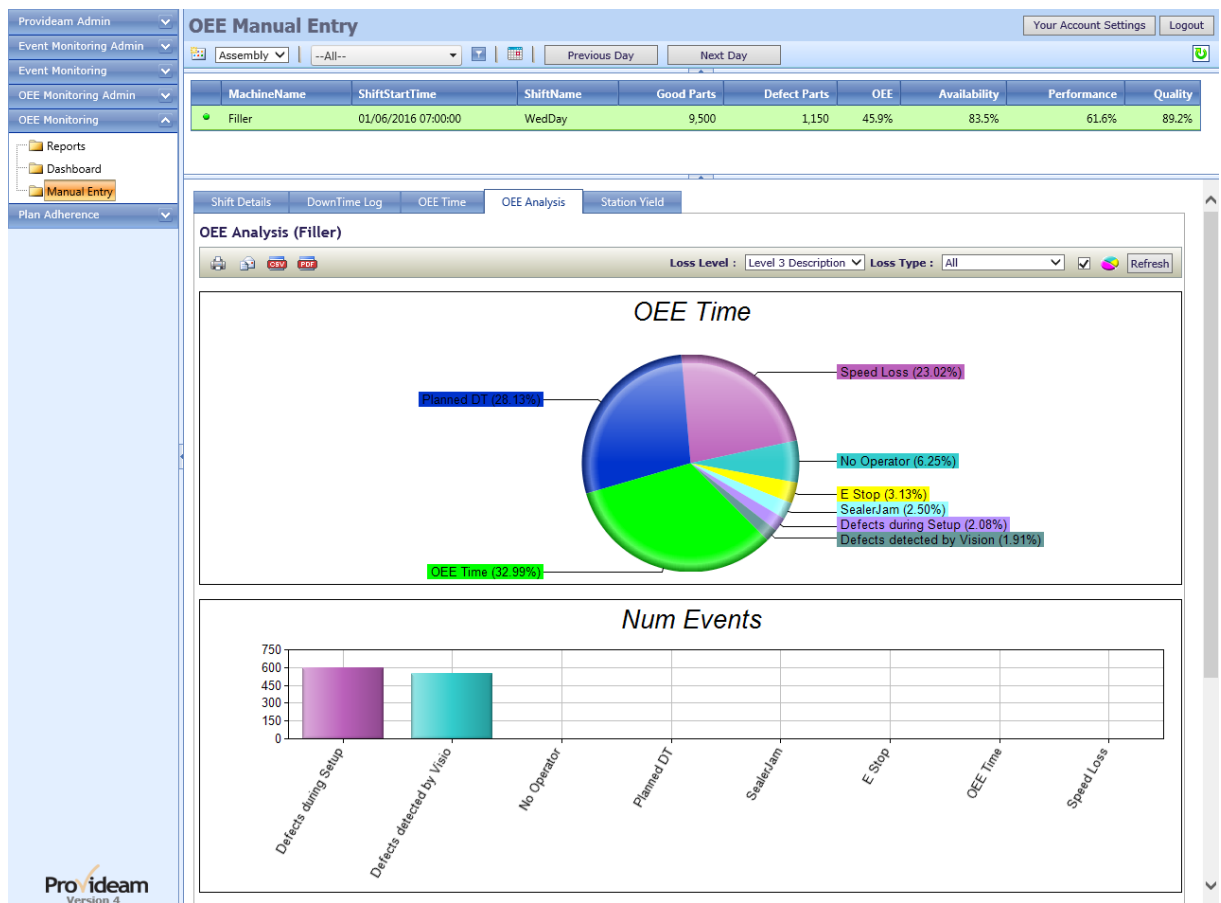 Provideam Admin
Event Monitoring Admin
Event Monitoring
OEE Monitoring Admin
OEE Monitoring
Reports
Dashboard
Manual Entry
Plan Adherence
Provideam
Version 4
OEE Manual Entry
Your Account Settings Logout
Assembly --All-- Previous Day Next Day
MachineName ShiftStartTime ShiftName Good Parts Defect Parts OEE Availability Performance Quality
Filler 01/06/2016 07:00:00 WedDay 9,500 1,150 45.9% 83.5% 61.6% 89.2%
Shift Details DownTime Log OEE Time OEE Analysis Station Yield
OEE Analysis (Filler)
CSV PDF Loss Level : Level 3 Description Loss Type : All Refresh
OEE Time
Speed Loss (23.02%)
Planned DT (28.13%)
No Operator (6.25%)
E Stop (3.13%)
SealerJam (2.50%)
Defects during Setup (2.08%)
Defects detected by Vision (1.91%)
OEE Time (32.99%)
Num Events
750
600
450
300
150
0
Defects during Setup
Defects detected by Visio
No Operator
Planned DT
SealerJam
E Stop
OEE Time
Speed Loss